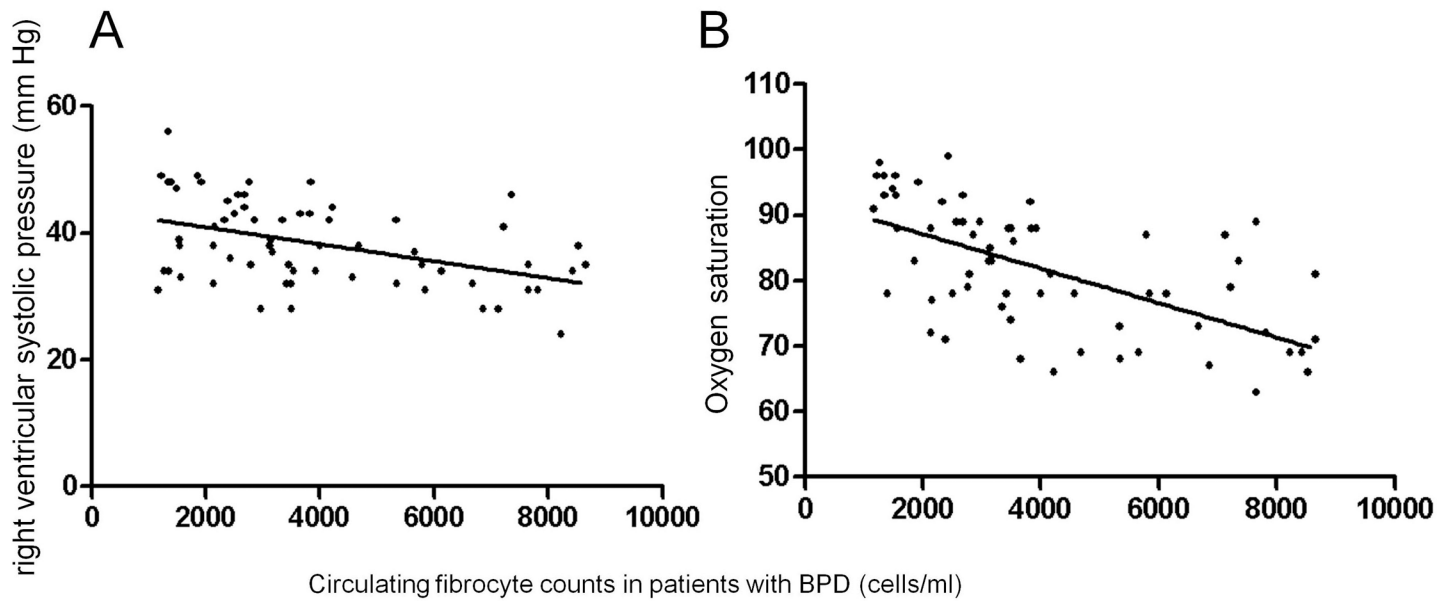 A
right ventricular systolic pressure (mm Hg)
60
40
20
0
0 2000 4000 6000 8000 10000
B
Oxygen saturation
110
100
90
80
70
60
50
0 2000 4000 6000 8000 10000
Circulating fibrocyte counts in patients with BPD (cells/ml)